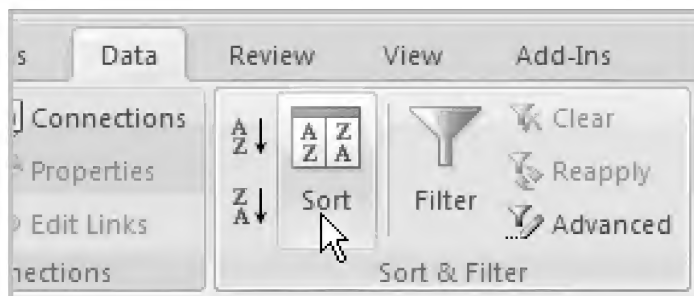 s Data Review View Add-Ins
Connections
Properties
Edit Links
nections
A
Z
Z
A
A Z
Z A
Sort
Filter
Clear
Reapply
Advanced
Sort & Filter